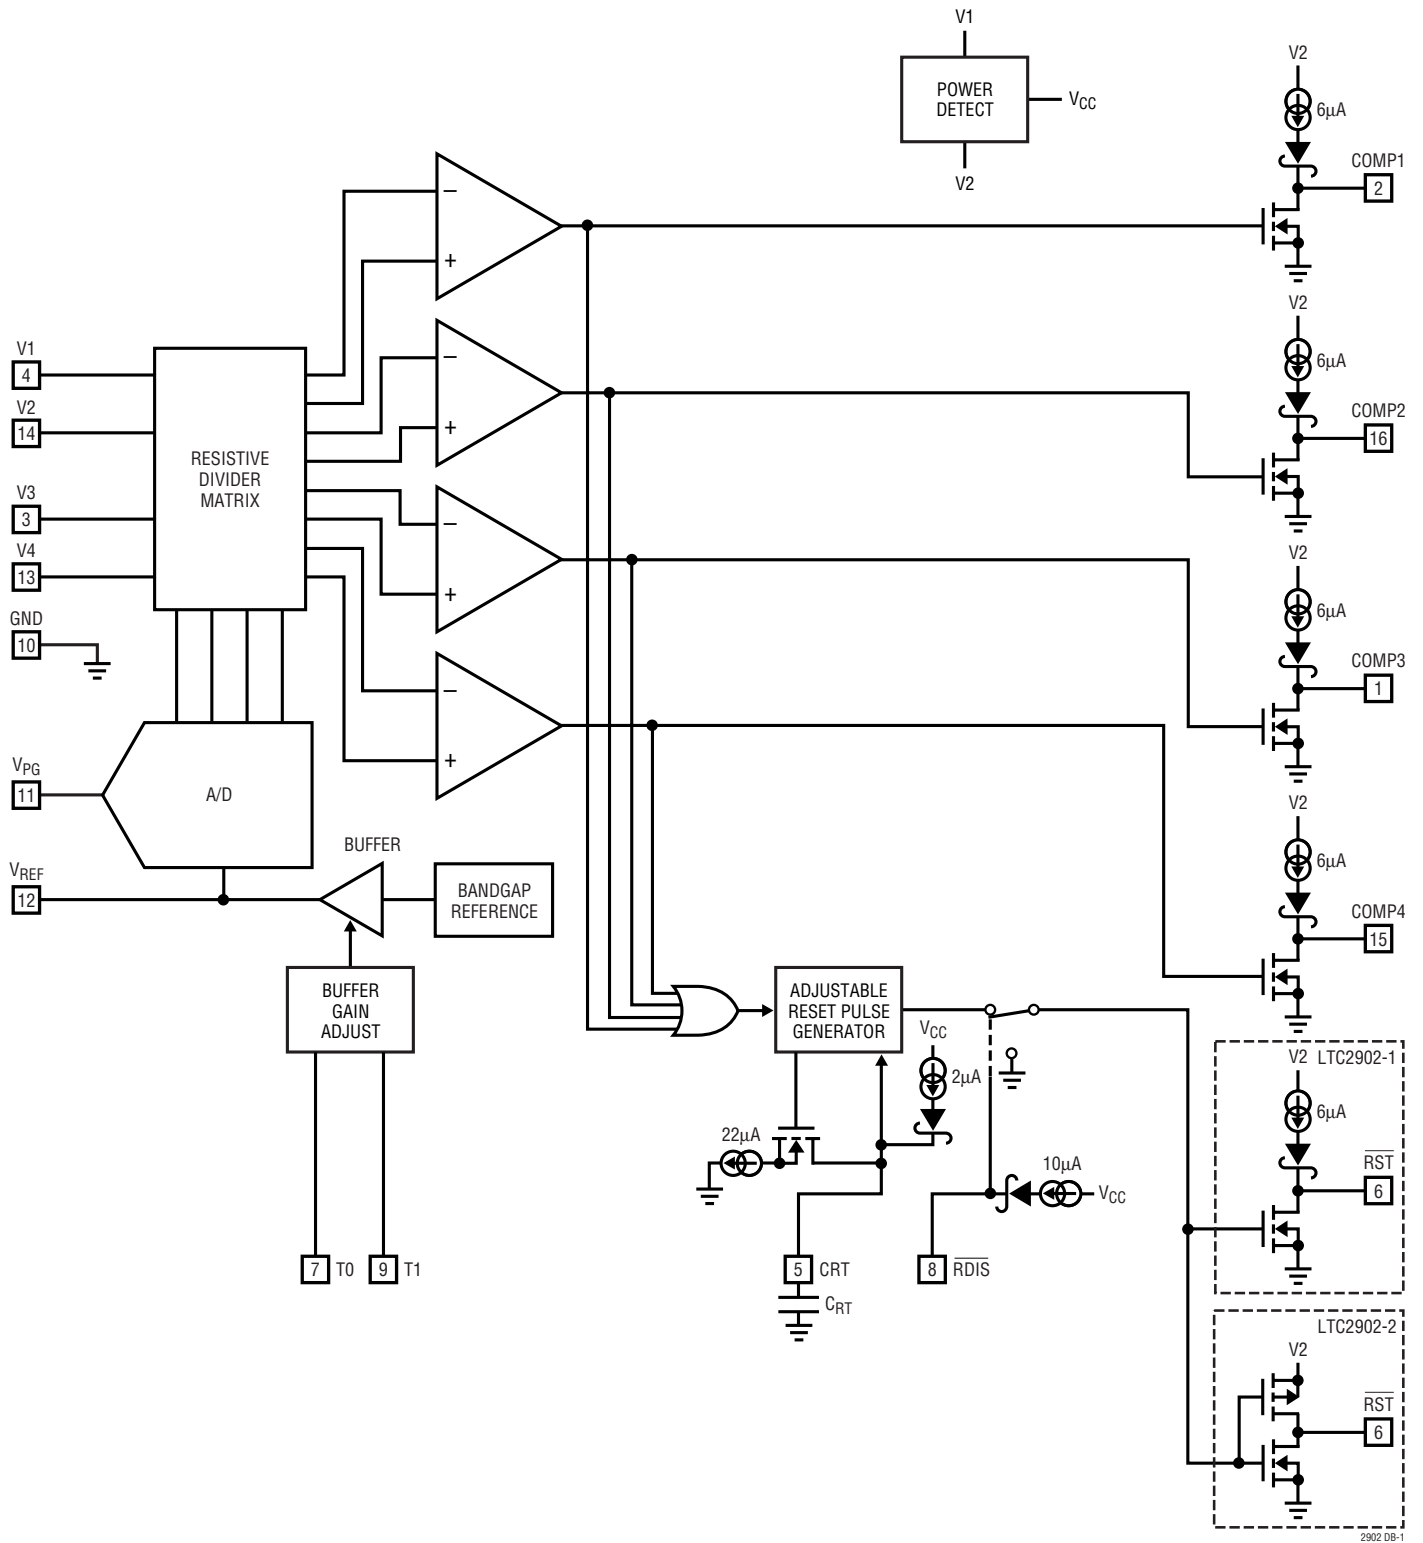 V1
POWER
DETECT
VCC
V2
V2
6µA
COMP1
2
−
+
V2
6µA
COMP2
16
−
+
V1
4
V2
14
V3
3
V4
13
GND
10
RESISTIVE
DIVIDER
MATRIX
−
+
V2
6µA
COMP3
1
−
+
VPG
11
A/D
VREF
12
BUFFER
BANDGAP
REFERENCE
BUFFER
GAIN
ADJUST
7 T0
9 T1
V2
6µA
COMP4
15
ADJUSTABLE
RESET PULSE
GENERATOR
VCC
2µA
22µA
10µA
VCC
5 CRT
CRT
8 RDIS
V2 LTC2902-1
6µA
RST
6
LTC2902-2
V2
RST
6
2902 DB-1